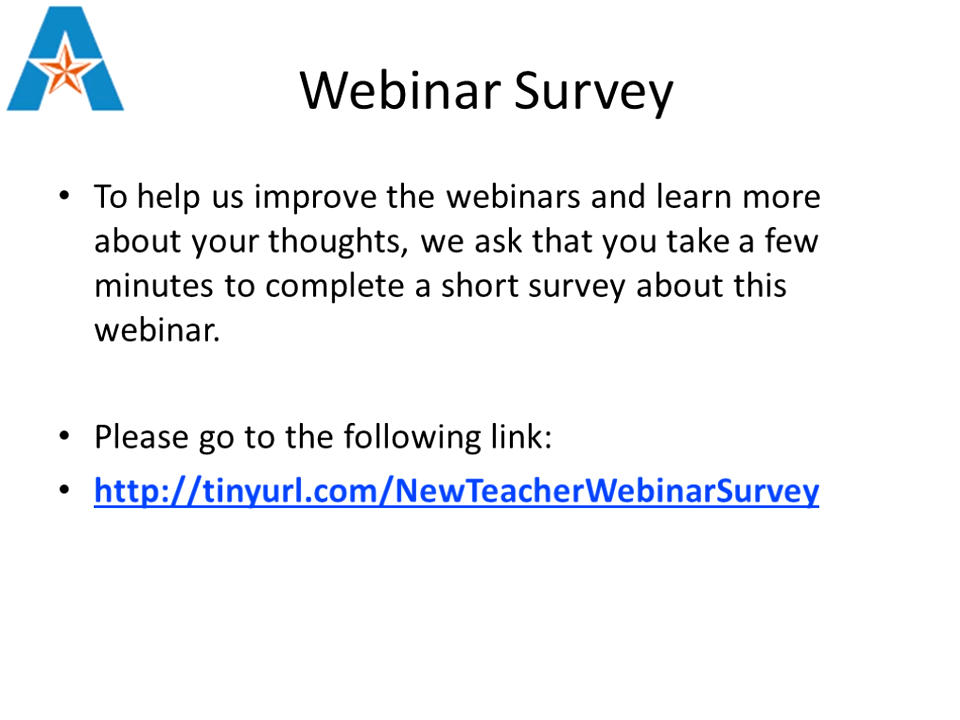 Webinar Survey
• To help us improve the webinars and learn more
about your thoughts, we ask that you take a few
minutes to complete a short survey about this
webinar.
• Please go to the following link:
• http://tinyurl.com/NewTeacherWebinarSurvey